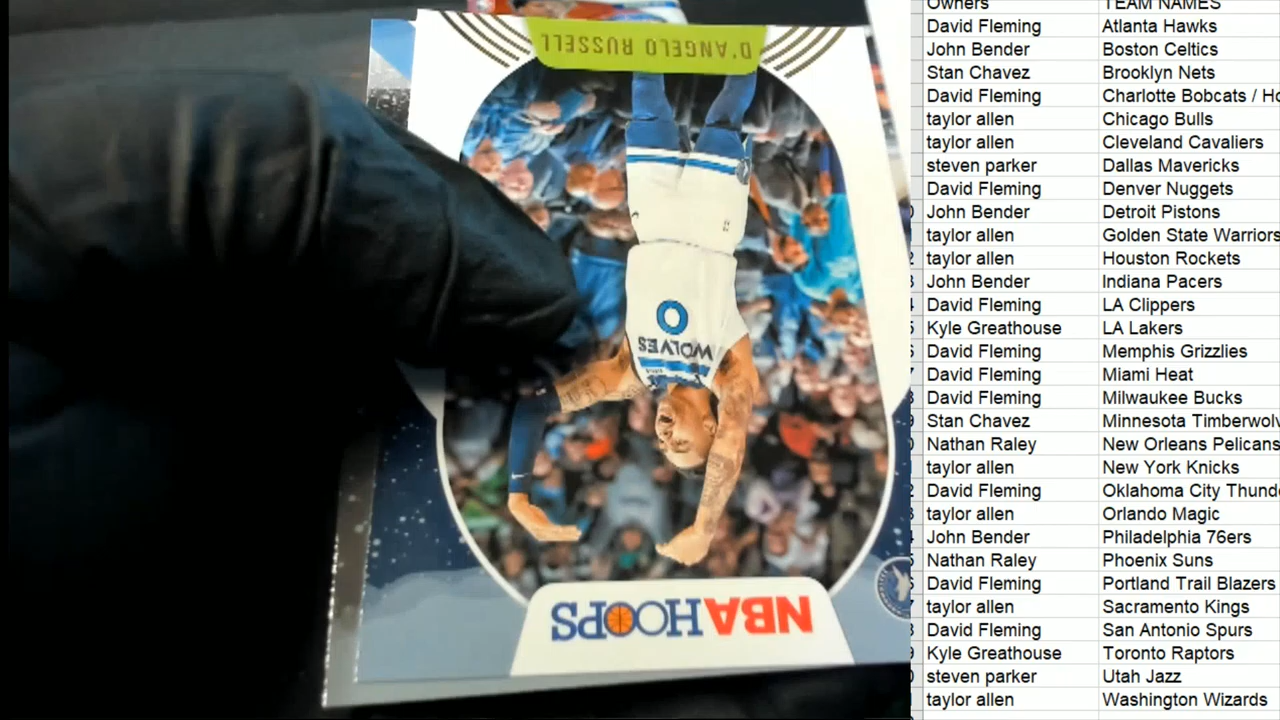 D'ANGELO RUSSELL
0
WOLVES
NBA HOOPS
Owners TEAM NAMES
David Fleming Atlanta Hawks
John Bender Boston Celtics
Stan Chavez Brooklyn Nets
David Fleming Charlotte Bobcats / Ho
taylor allen Chicago Bulls
taylor allen Cleveland Cavaliers
steven parker Dallas Mavericks
David Fleming Denver Nuggets
John Bender Detroit Pistons
taylor allen Golden State Warriors
taylor allen Houston Rockets
John Bender Indiana Pacers
David Fleming LA Clippers
Kyle Greathouse LA Lakers
David Fleming Memphis Grizzlies
David Fleming Miami Heat
David Fleming Milwaukee Bucks
Stan Chavez Minnesota Timberwolv
Nathan Raley New Orleans Pelicans
taylor allen New York Knicks
David Fleming Oklahoma City Thund
taylor allen Orlando Magic
John Bender Philadelphia 76ers
Nathan Raley Phoenix Suns
David Fleming Portland Trail Blazers
taylor allen Sacramento Kings
David Fleming San Antonio Spurs
Kyle Greathouse Toronto Raptors
steven parker Utah Jazz
taylor allen Washington Wizards